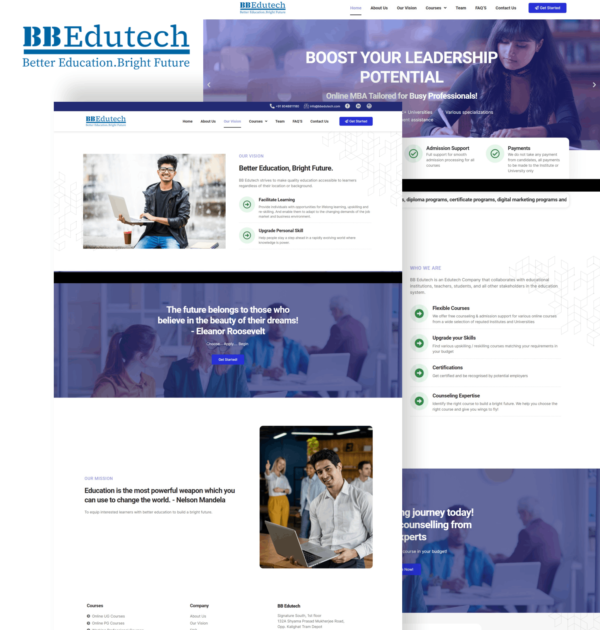 BBEdutech
Better Education.Bright Future
BBEdutech
Better Education.Bright Future
Home About Us Our Vision Courses Team FAQ'S Contact Us Get Started
BOOST YOUR LEADERSHIP
POTENTIAL
Online MBA Tailored for Busy Professionals!
Universities Various specializations
ent assistance
Admission Support
Full support for smooth
admission processing for all
courses
Payments
We do not take any payment
from candidates, all payments
to be made to the Institute
or University only
s, diploma programs, certificate programs, digital marketing programs and
WHO WE ARE
BB Edutech is an Edutech Company that collaborates with educational
institutions, learners, students, and all other stakeholders in the education
system.
Flexible Courses
We offer free counseling & admission support for various online courses
from a wide selection of reputed Institutes and Universities
Upgrade your Skills
Find various upskilling / reskilling courses matching your requirements in
your budget
Certifications
Get certified and be recognised by potential employers
Counseling Expertise
Identify the right course to build a bright future. We help you choose the
right course and give you wings to fly!
ng journey today!
counselling from
xperts
course in your budget!
Now!
BBEdutech
Better Education.Bright Future
Home About Us Our Vision Courses Team FAQ'S Contact Us Get Started
OUR VISION
Better Education, Bright Future.
BB Edutech strives to make quality education accessible to learners
regardless of their location or background.
Facilitate Learning
Provide individuals with opportunities for lifelong learning, upskilling and
re-skilling, and enable them to adapt to the changing demands of the job
market and business environment.
Upgrade Personal Skill
Help people stay a step ahead in a rapidly evolving world where
knowledge is power.
The future belongs to those who
believe in the beauty of their dreams!
- Eleanor Roosevelt
Get Started
OUR MISSION
Education is the most powerful weapon which you
can use to change the world. - Nelson Mandela
To equip interested learners with better education to build a bright future.
Courses
Online UG Courses
Online PG Courses
Company
About Us
Our Vision
BB Edutech
Signature South, 1st floor
120A Shyama Prasad Mookherjee Road,
Opp. Kalighat Tram Depot